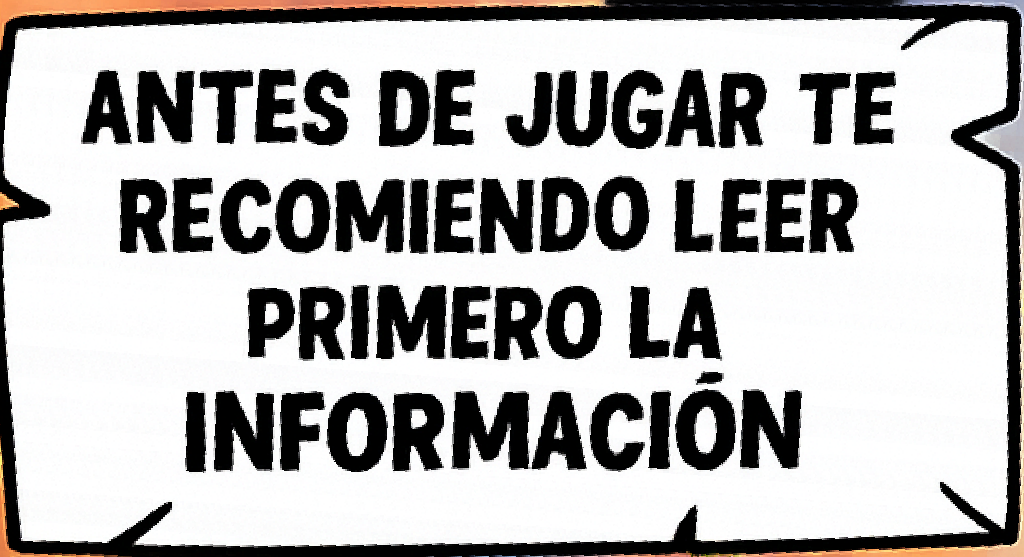 ANTES DE JUGAR TE
RECOMIENDO LEER
PRIMERO LA
INFORMACIÓN